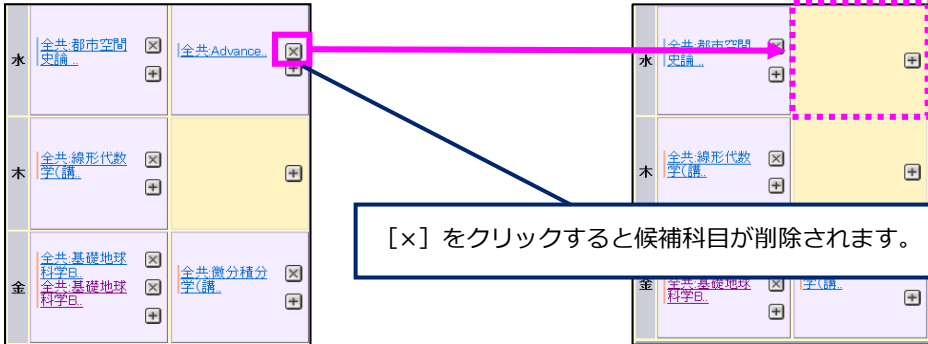 水
全共:都市空間
史論 ..
全共:Advance..
木
全共:線形代数
学(講..
金
全共:基礎地球
科学B..
全共:基礎地球
科学B..
全共:微分積分
学(講..
水
全共:都市空間
史論 ..
木
全共:線形代数
学(講..
[×] をクリックすると候補科目が削除されます。
金
全共:基礎地球
科学B..
学(講..